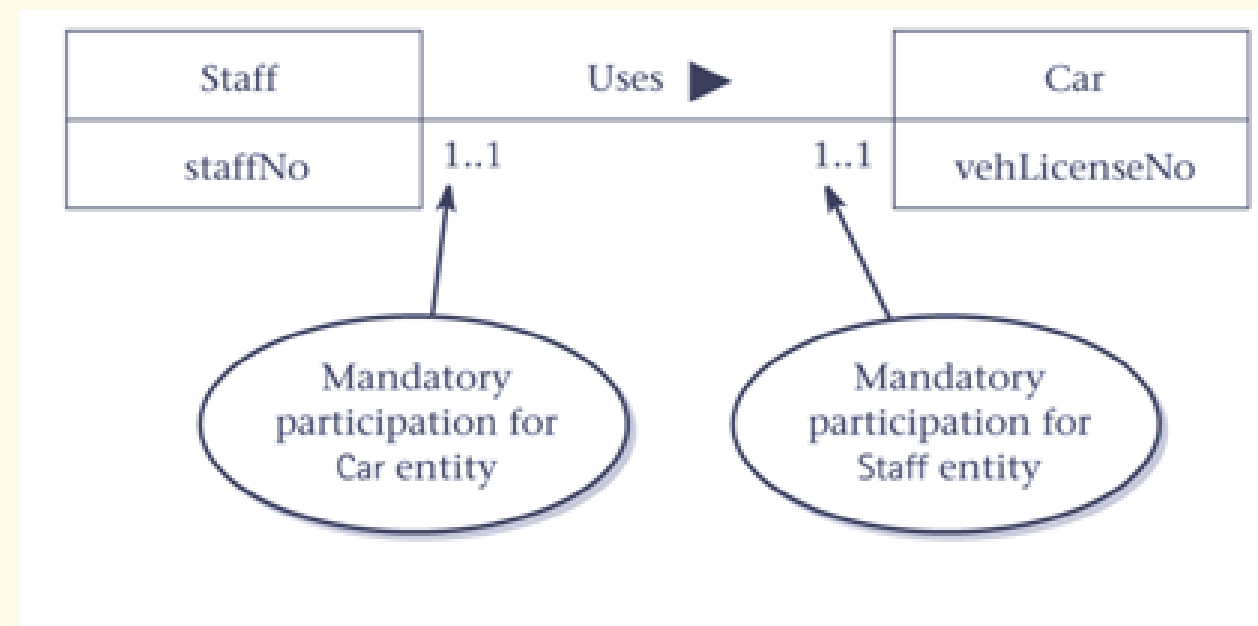 Staff
Uses
Car
staffNo
1..1
1..1
vehLicenseNo
Mandatory
participation for
Car entity
Mandatory
participation for
Staff entity